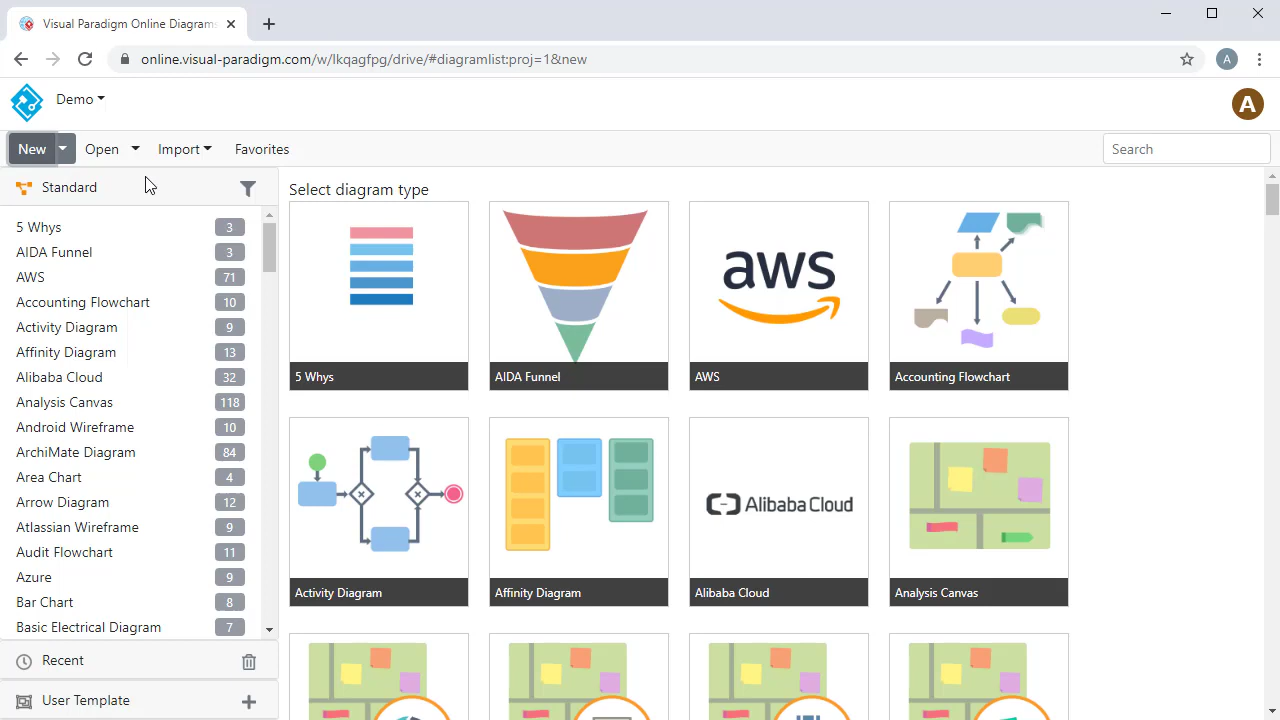 Visual Paradigm Online Diagrams
online.visual-paradigm.com/w/lkqagfpg/drive/#diagramlist:proj=1&new
A
Demo
A
New
Open
Import
Favorites
Search
Standard
5 Whys 3
AIDA Funnel 3
AWS 71
Accounting Flowchart 10
Activity Diagram 9
Affinity Diagram 13
Alibaba Cloud 32
Analysis Canvas 118
Android Wireframe 10
ArchiMate Diagram 84
Area Chart 4
Arrow Diagram 12
Atlassian Wireframe 9
Audit Flowchart 11
Azure 9
Bar Chart 8
Basic Electrical Diagram 7
Recent
User Template
Select diagram type
5 Whys
AIDA Funnel
aws
AWS
Accounting Flowchart
Activity Diagram
Affinity Diagram
Alibaba Cloud
Alibaba Cloud
Analysis Canvas